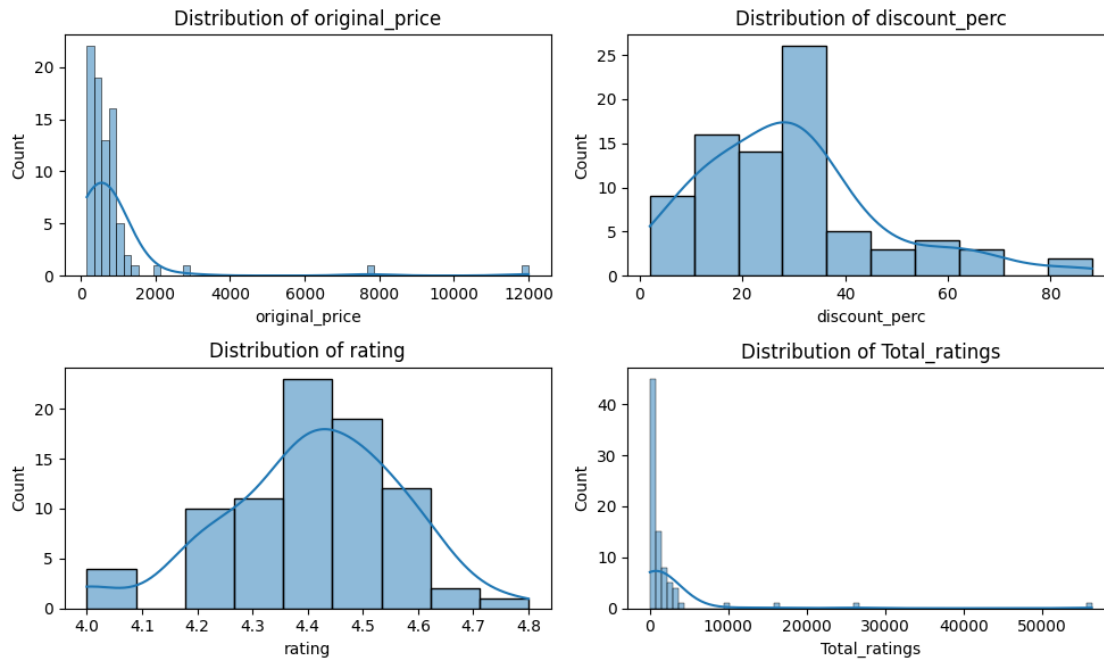 Distribution of original_price
Count
20
15
10
5
0
0 2000 4000 6000 8000 10000 12000
original_price
Distribution of discount_perc
Count
25
20
15
10
5
0
0 20 40 60 80
discount_perc
Distribution of rating
Count
20
15
10
5
0
4.0 4.1 4.2 4.3 4.4 4.5 4.6 4.7 4.8
rating
Distribution of Total_ratings
Count
40
30
20
10
0
0 10000 20000 30000 40000 50000
Total_ratings